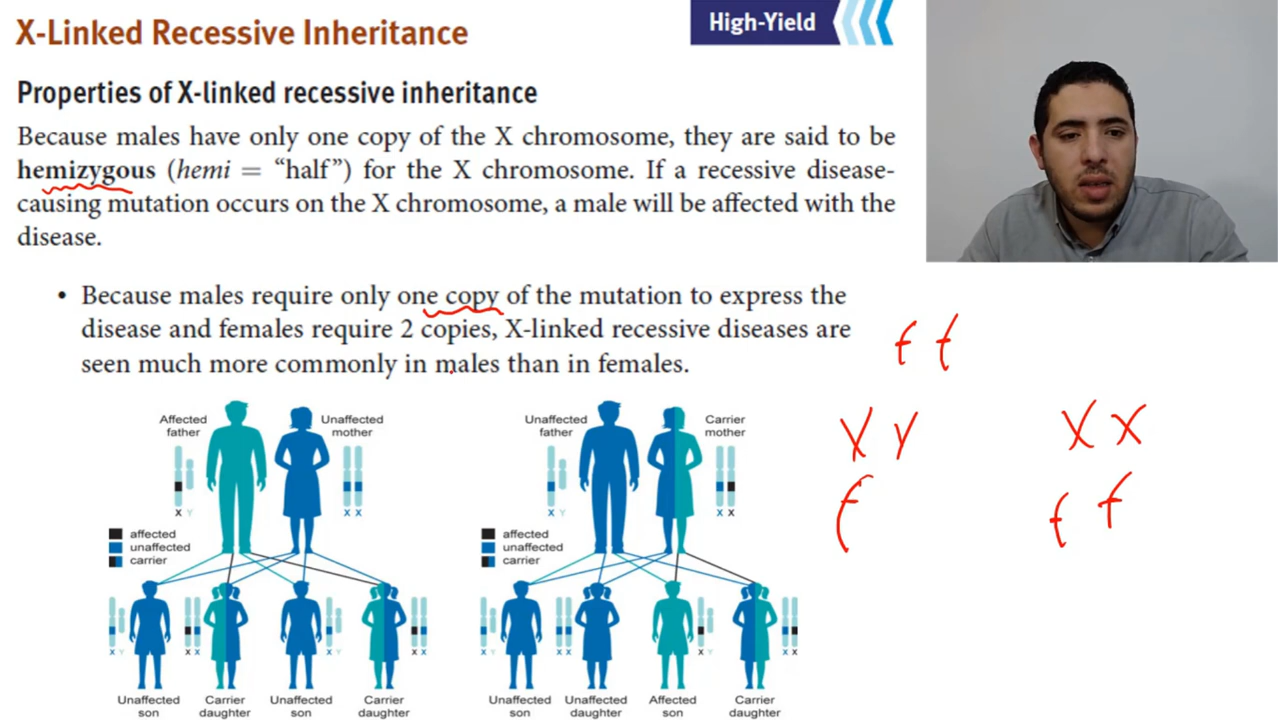 X-Linked Recessive Inheritance
High-Yield
Properties of X-linked recessive inheritance
Because males have only one copy of the X chromosome, they are said to be
hemizygous (hemi = “half”) for the X chromosome. If a recessive disease-
causing mutation occurs on the X chromosome, a male will be affected with the
disease.
• Because males require only one copy of the mutation to express the
disease and females require 2 copies, X-linked recessive diseases are
seen much more commonly in males than in females.
f f
X Y
X X
f
f f
Affected
father
Unaffected
mother
X Y
X X
affected
unaffected
carrier
X Y
X X
X Y
X X
Unaffected
son
Carrier
daughter
Unaffected
son
Carrier
daughter
Unaffected
father
Carrier
mother
X Y
X X
affected
unaffected
carrier
X Y
X X
X Y
X X
Unaffected
son
Unaffected
daughter
Affected
son
Carrier
daughter